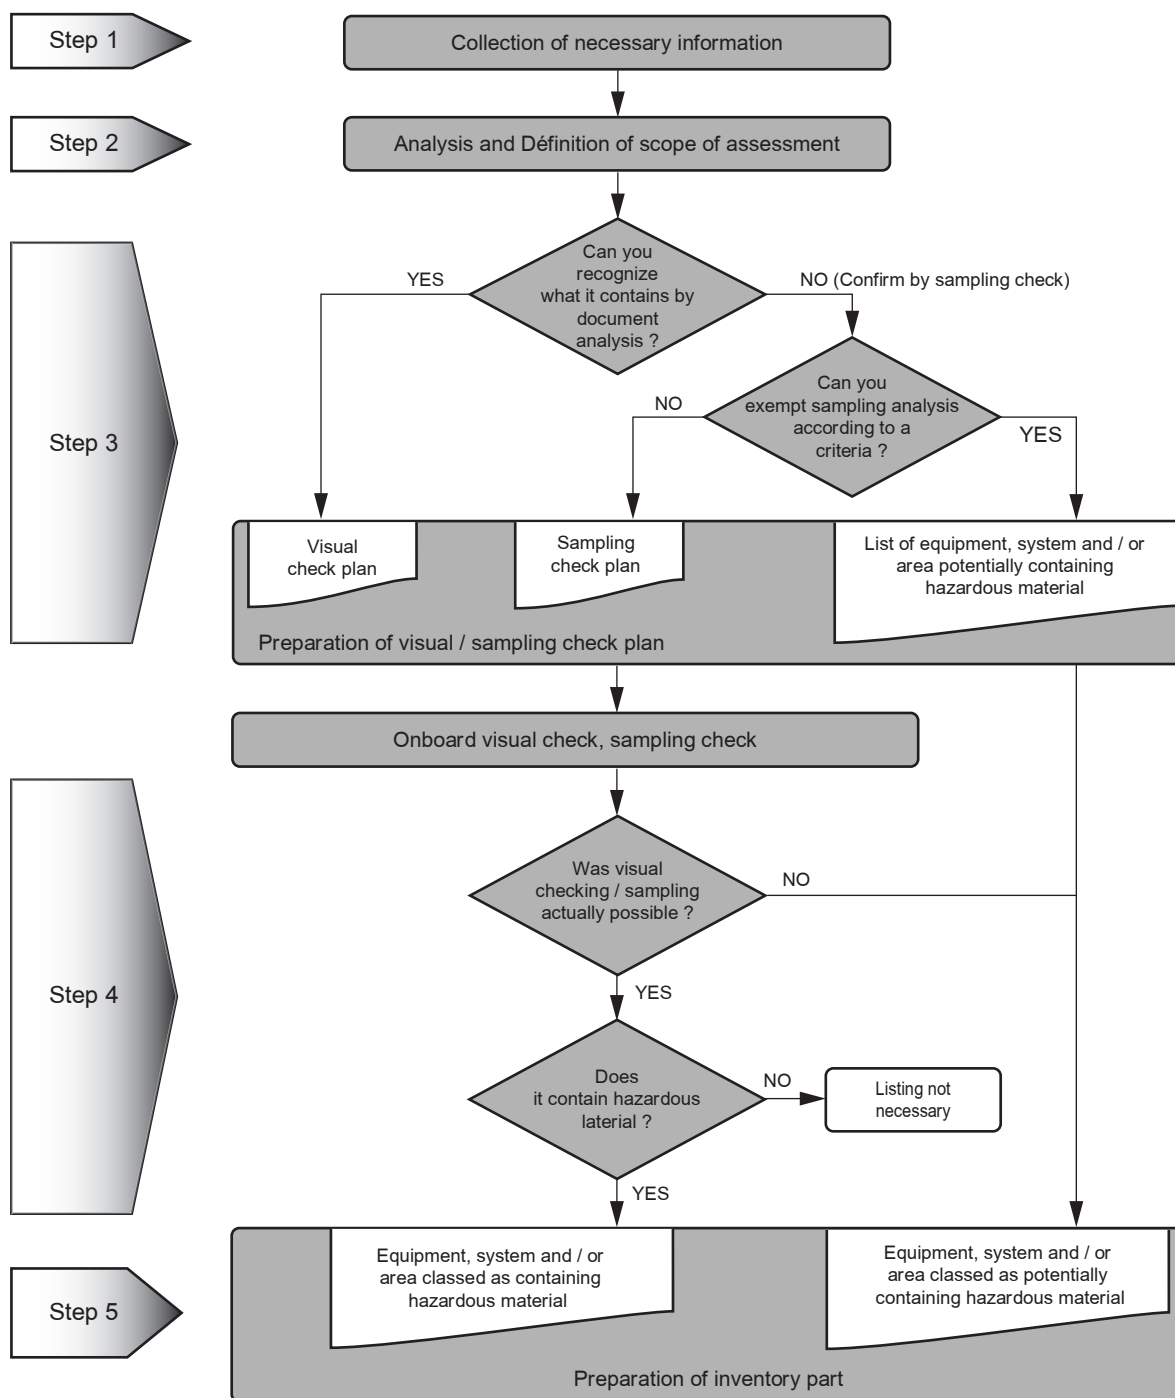 Step 1
Collection of necessary information
Step 2
Analysis and Définition of scope of assessment
Step 3
Can you
recognize
what it contains by
document
analysis ?
YES
NO (Confirm by sampling check)
Can you
exempt sampling analysis
according to a
criteria ?
NO
YES
Visual
check plan
Sampling
check plan
List of equipment, system and / or
area potentially containing
hazardous material
Preparation of visual / sampling check plan
Onboard visual check, sampling check
Step 4
Was visual
checking / sampling
actually possible ?
NO
YES
Does
it contain hazardous
laterial ?
NO
Listing not
necessary
YES
Step 5
Equipment, system and / or
area classed as containing
hazardous material
Equipment, system and / or
area classed as potentially
containing hazardous material
Preparation of inventory part